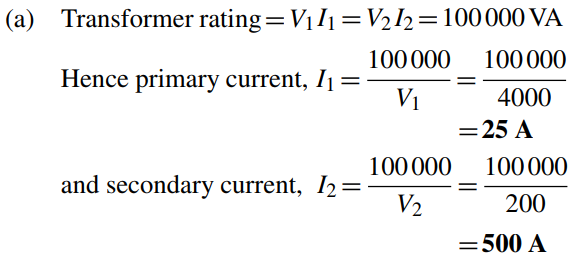 (a) Transformer rating = V₁I₁ = V₂I₂ = 100 000 VA
Hence primary current, I₁ = 100 000/V₁ = 100 000/4000
= 25 A
and secondary current, I₂ = 100 000/V₂ = 100 000/200
= 500 A